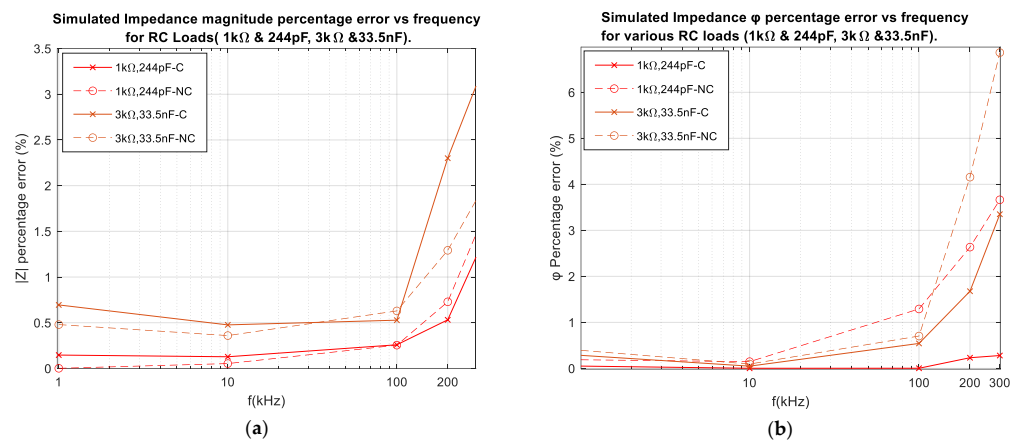 Simulated Impedance magnitude percentage error vs frequency
for RC Loads( 1kΩ & 244pF, 3kΩ &33.5nF).
3.5
3
2.5
2
1.5
1
0.5
0
|Z| percentage error (%)
1kΩ,244pF-C
1kΩ,244pF-NC
3kΩ,33.5nF-C
3kΩ,33.5nF-NC
1
10
100
200
f(kHz)
(a)
Simulated Impedance φ percentage error vs frequency
for various RC loads (1kΩ & 244pF, 3kΩ &33.5nF).
6
5
4
3
2
1
0
φ Percentage error (%)
1kΩ,244pF-C
1kΩ,244pF-NC
3kΩ,33.5nF-C
3kΩ,33.5nF-NC
10
100
200
300
f(kHz)
(b)